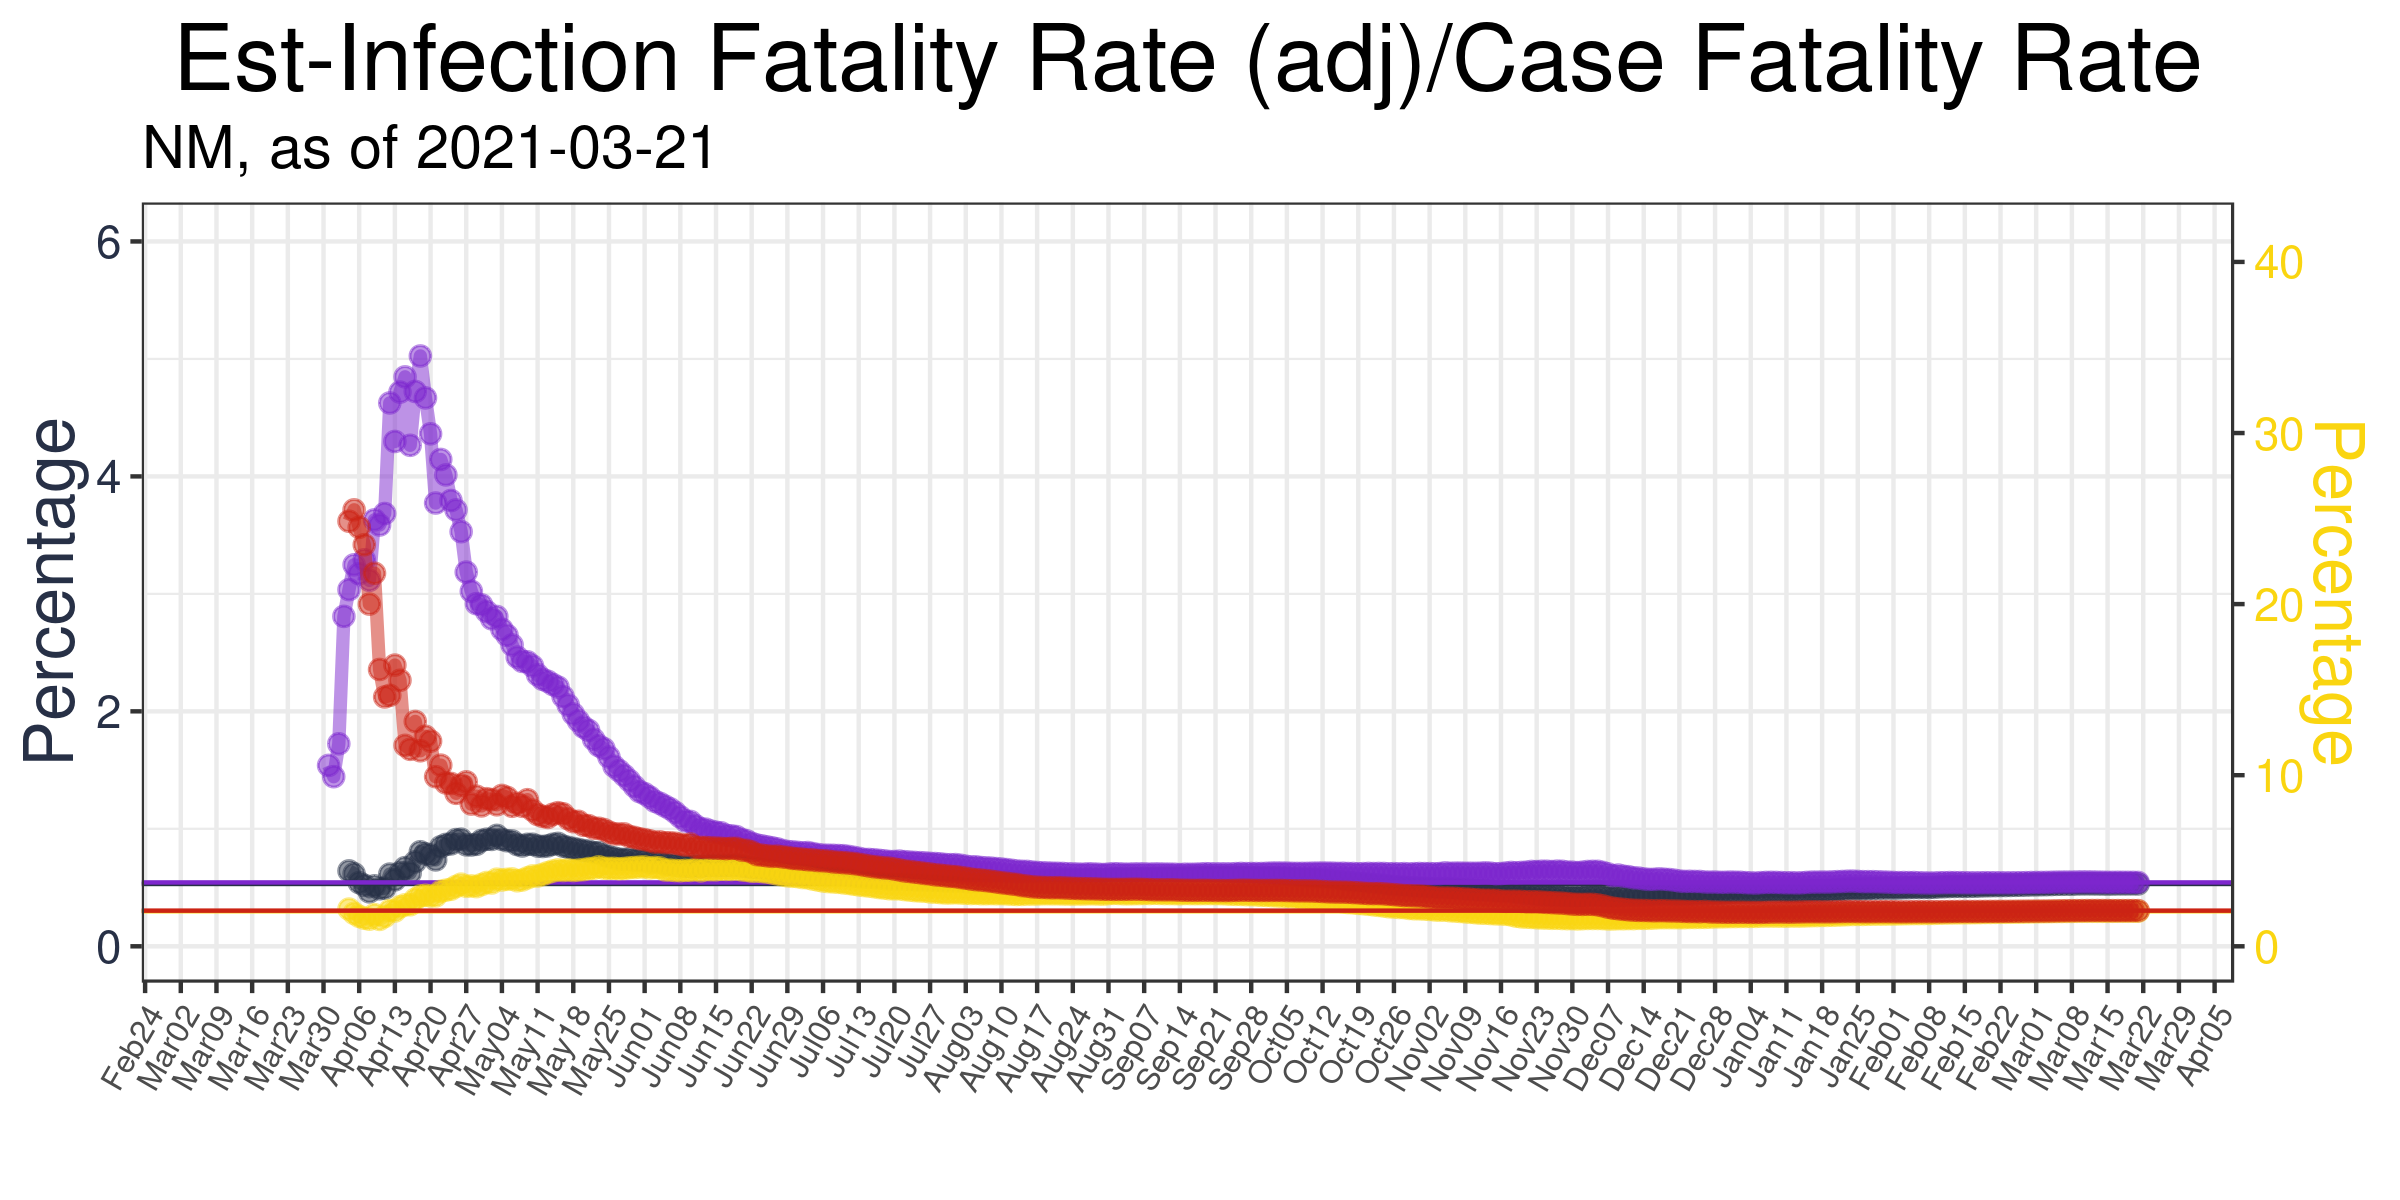 Est-Infection Fatality Rate (adj)/Case Fatality Rate
NM, as of 2021-03-21
Percentage
6
4
2
0
40
30
20
10
0
Percentage
Feb24
Mar02
Mar09
Mar16
Mar23
Mar30
Apr06
Apr13
Apr20
Apr27
May04
May11
May18
May25
Jun01
Jun08
Jun15
Jun22
Jun29
Jul06
Jul13
Jul20
Jul27
Aug03
Aug10
Aug17
Aug24
Aug31
Sep07
Sep14
Sep21
Sep28
Oct05
Oct12
Oct19
Oct26
Nov02
Nov09
Nov16
Nov23
Nov30
Dec07
Dec14
Dec21
Dec28
Jan04
Jan11
Jan18
Jan25
Feb01
Feb08
Feb15
Feb22
Mar01
Mar08
Mar15
Mar22
Mar29
Apr05